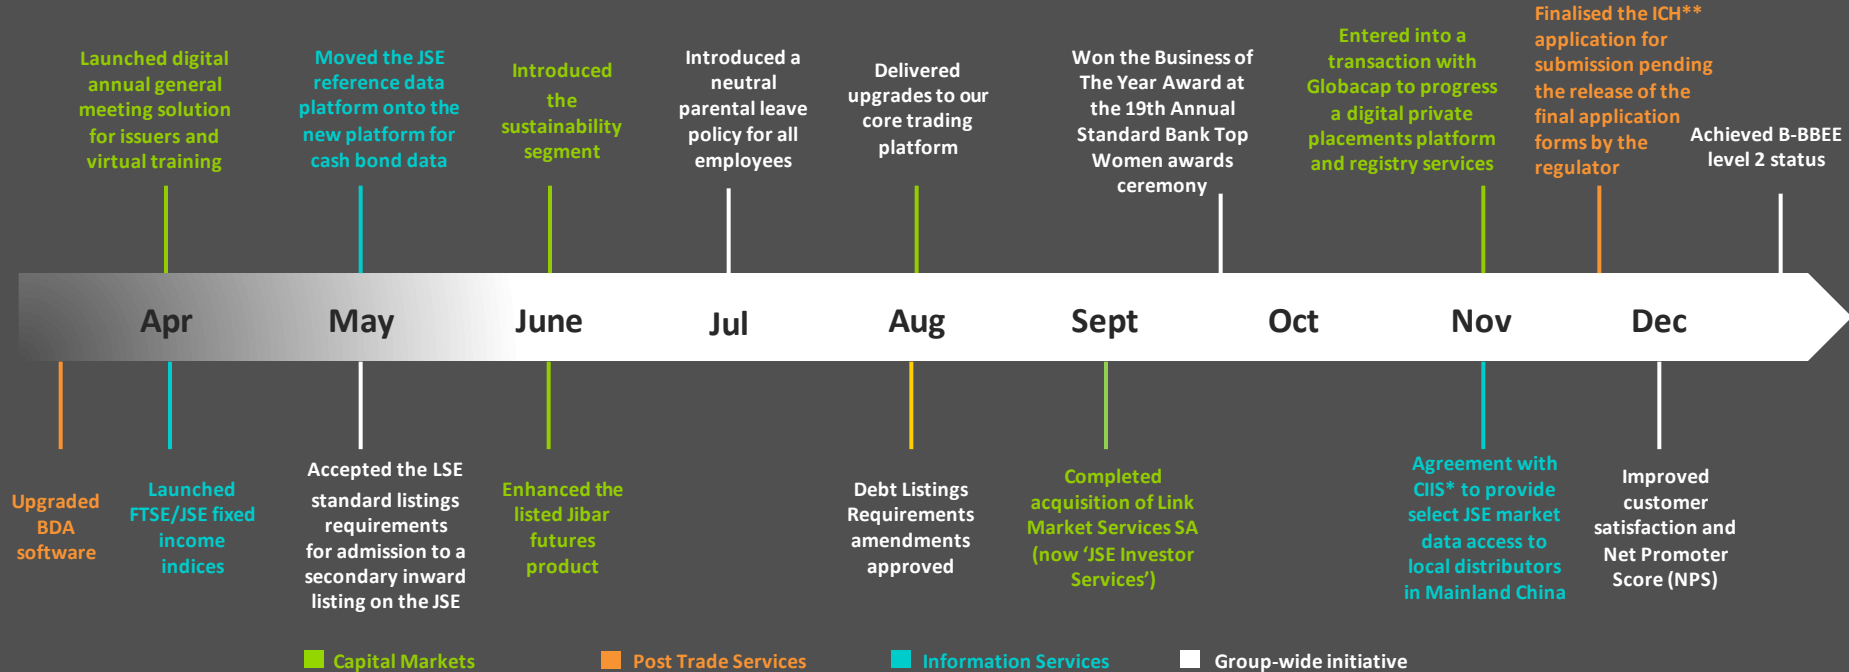 Launched digital
annual general
meeting solution
for issuers and
virtual training
Moved the JSE
reference data
platform onto the
new platform for
cash bond data
Introduced
the
sustainability
segment
Introduced a
neutral
parental leave
policy for all
employees
Delivered
upgrades to our
core trading
platform
Won the Business of
The Year Award at
the 19th Annual
Standard Bank Top
Women awards
ceremony
Entered into a
transaction with
Globacap to progress
a digital private
placements platform
and registry services
Finalised the ICH**
application for
submission pending
the release of the
final application
forms by the
regulator
Achieved B-BBEE
level 2 status
Apr
May
June
Jul
Aug
Sept
Oct
Nov
Dec
Upgraded
BDA
software
Launched
FTSE/JSE fixed
income
indices
Accepted the LSE
standard listings
requirements
for admission to a
secondary inward
listing on the JSE
Enhanced the
listed Jibar
futures
product
Debt Listings
Requirements
amendments
approved
Completed
acquisition of Link
Market Services SA
(now ‘JSE Investor
Services’)
Agreement with
CIIS* to provide
select JSE market
data access to
local distributors
in Mainland China
Improved
customer
satisfaction and
Net Promoter
Score (NPS)
Capital Markets
Post Trade Services
Information Services
Group-wide initiative